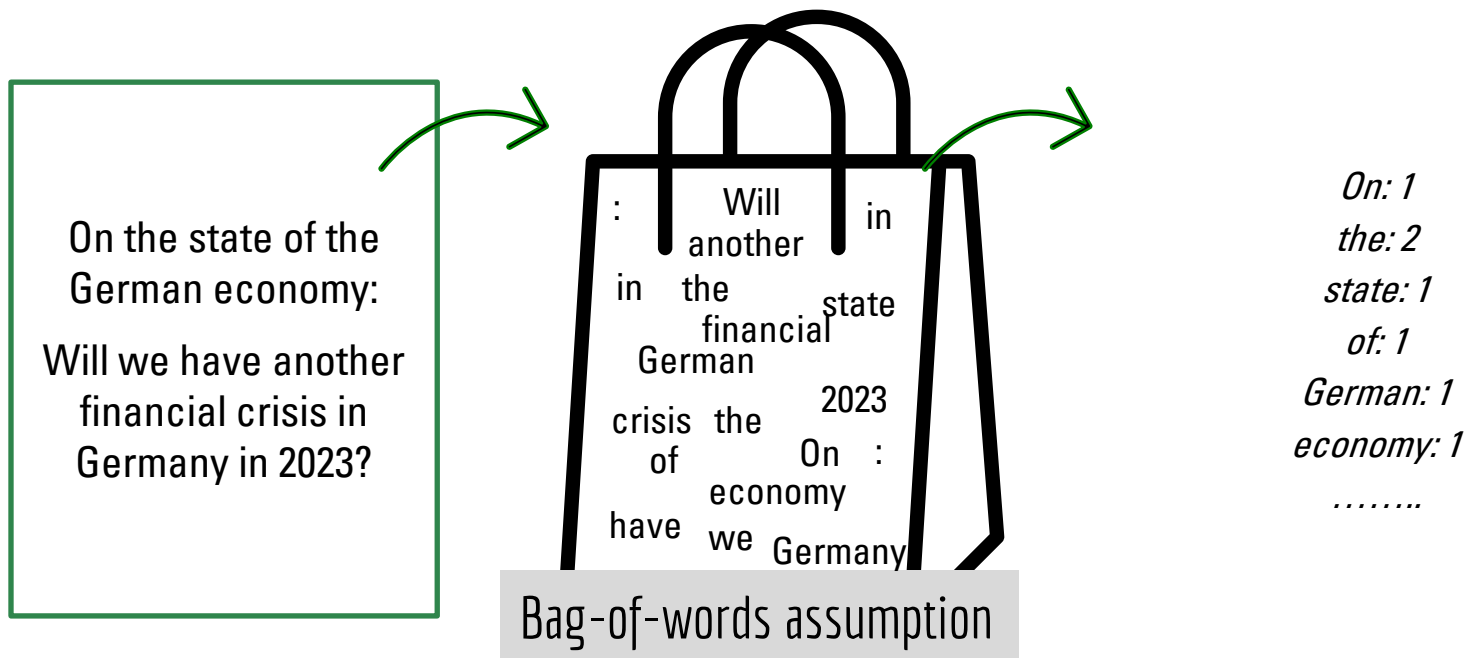 On the state of the
German economy:
Will we have another
financial crisis in
Germany in 2023?
: Will in
another
in the state
financial
German
2023
crisis the
of On :
economy
have we Germany
Bag-of-words assumption
On: 1
the: 2
state: 1
of: 1
German: 1
economy: 1
……..